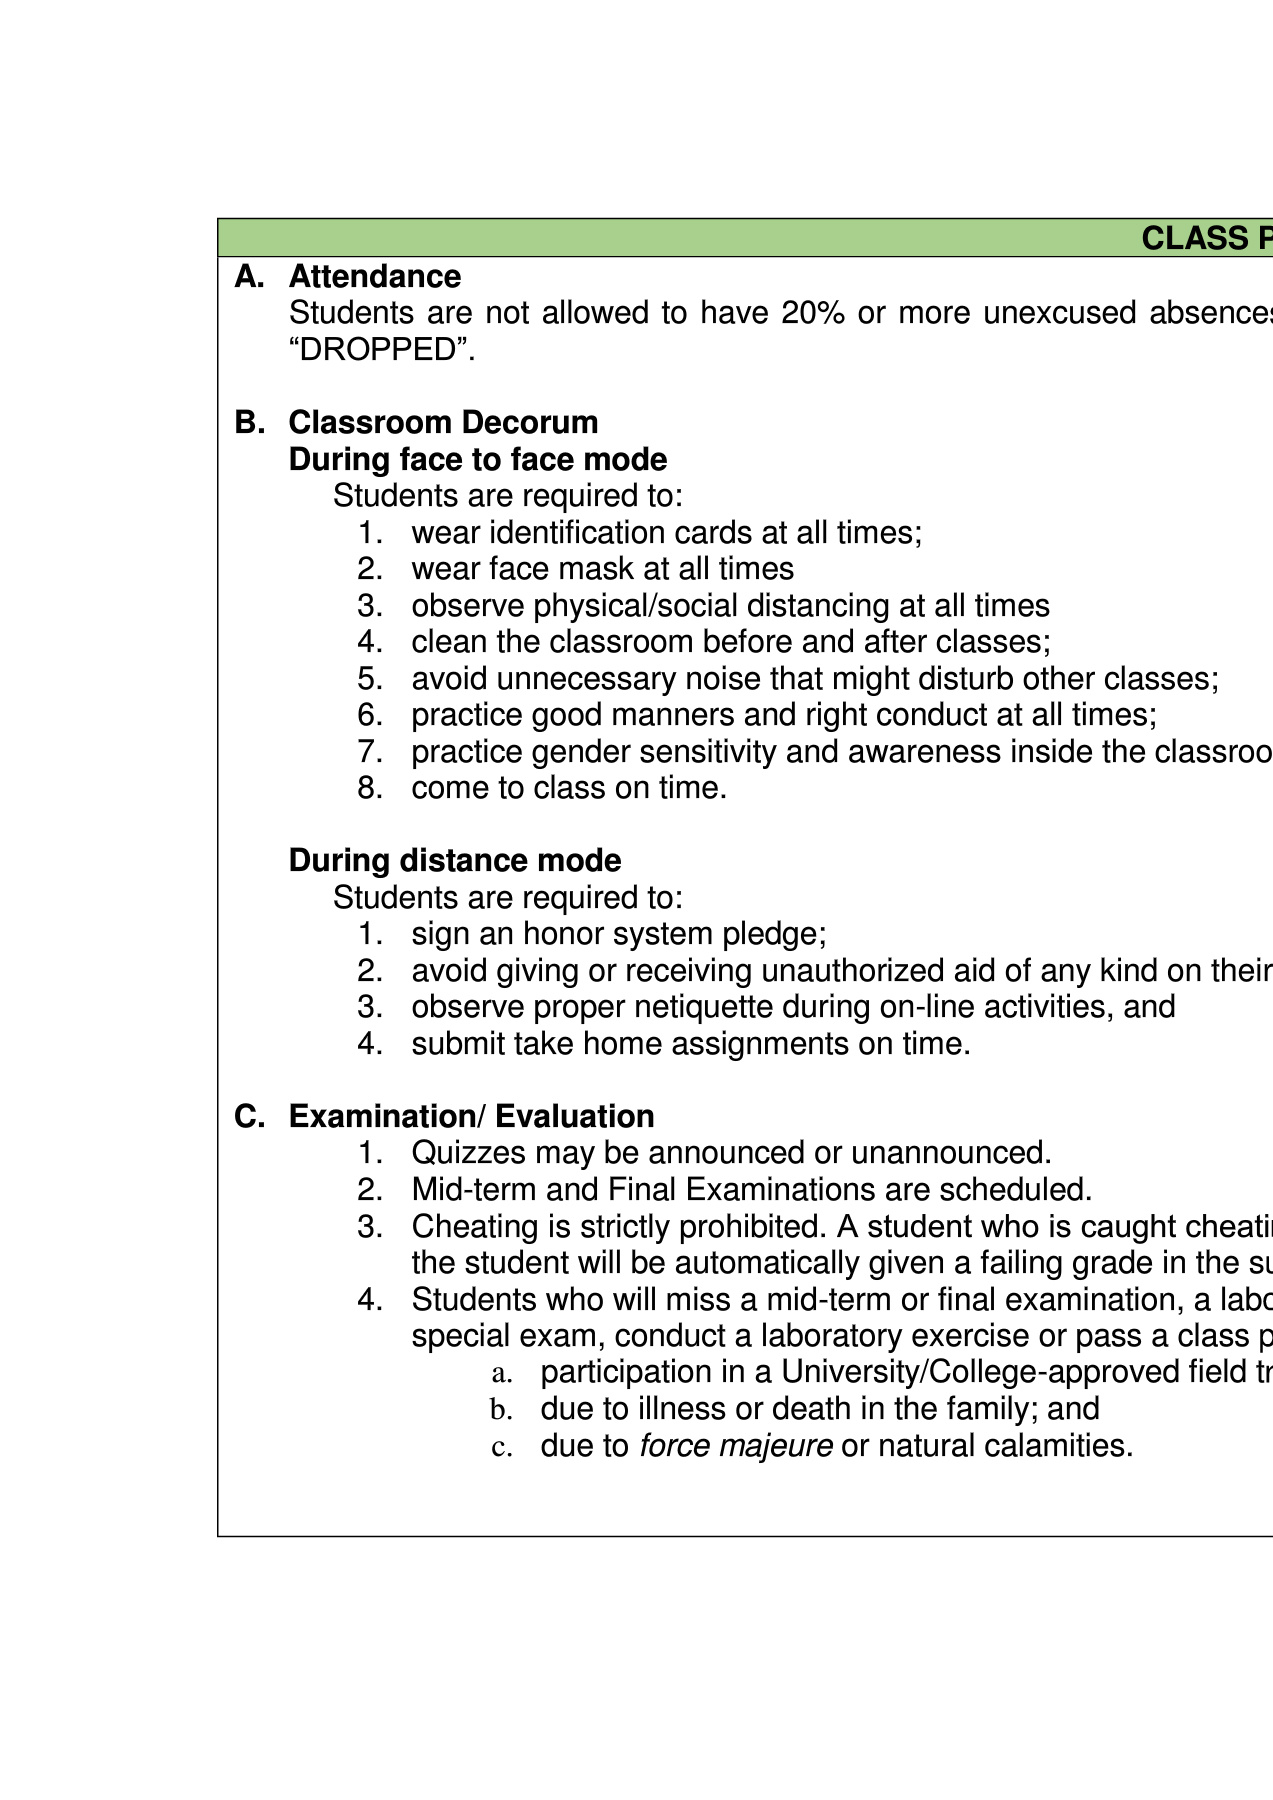 CLASS P
A. Attendance
Students are not allowed to have 20% or more unexcused absences
“DROPPED”.
B. Classroom Decorum
During face to face mode
Students are required to:
1. wear identification cards at all times;
2. wear face mask at all times
3. observe physical/social distancing at all times
4. clean the classroom before and after classes;
5. avoid unnecessary noise that might disturb other classes;
6. practice good manners and right conduct at all times;
7. practice gender sensitivity and awareness inside the classroo
8. come to class on time.
During distance mode
Students are required to:
1. sign an honor system pledge;
2. avoid giving or receiving unauthorized aid of any kind on their
3. observe proper netiquette during on-line activities, and
4. submit take home assignments on time.
C. Examination/ Evaluation
1. Quizzes may be announced or unannounced.
2. Mid-term and Final Examinations are scheduled.
3. Cheating is strictly prohibited. A student who is caught cheati
the student will be automatically given a failing grade in the su
4. Students who will miss a mid-term or final examination, a labo
special exam, conduct a laboratory exercise or pass a class p
a. participation in a University/College-approved field tr
b. due to illness or death in the family; and
c. due to force majeure or natural calamities.